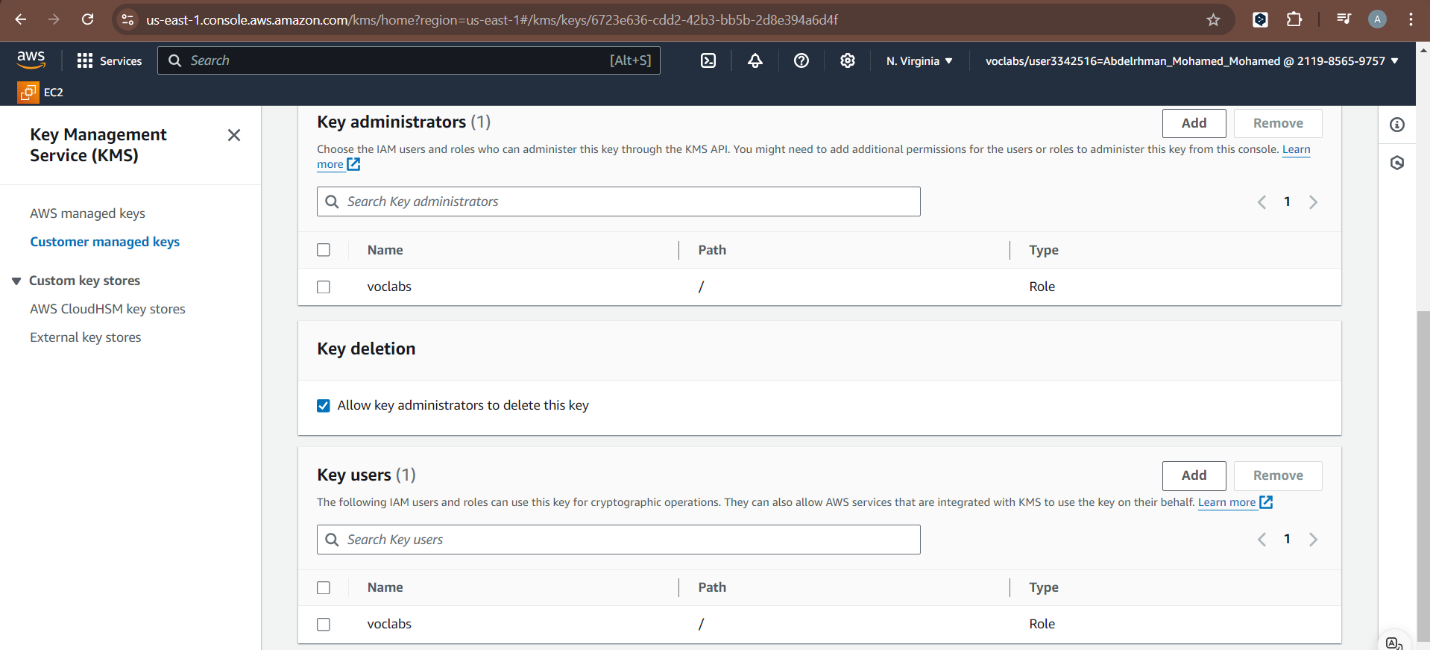 us-east-1.console.aws.amazon.com/kms/home?region=us-east-1#/kms/keys/6723e636-cdd2-42b3-bb5b-2d8e394a6d4f
A
aws
Services
Search
[Alt+S]
N. Virginia
voclabs/user3342516=Abdelrhman_Mohamed_Mohamed @ 2119-8565-9757
EC2
Key Management
Service (KMS)
AWS managed keys
Customer managed keys
Custom key stores
AWS CloudHSM key stores
External key stores
Key administrators (1)
Add
Remove
Choose the IAM users and roles who can administer this key through the KMS API. You might need to add additional permissions for the users or roles to administer this key from this console. Learn
more
Search Key administrators
1
Name Path Type
voclabs / Role
Key deletion
Allow key administrators to delete this key
Key users (1)
Add
Remove
The following IAM users and roles can use this key for cryptographic operations. They can also allow AWS services that are integrated with KMS to use the key on their behalf. Learn more
Search Key users
1
Name Path Type
voclabs / Role